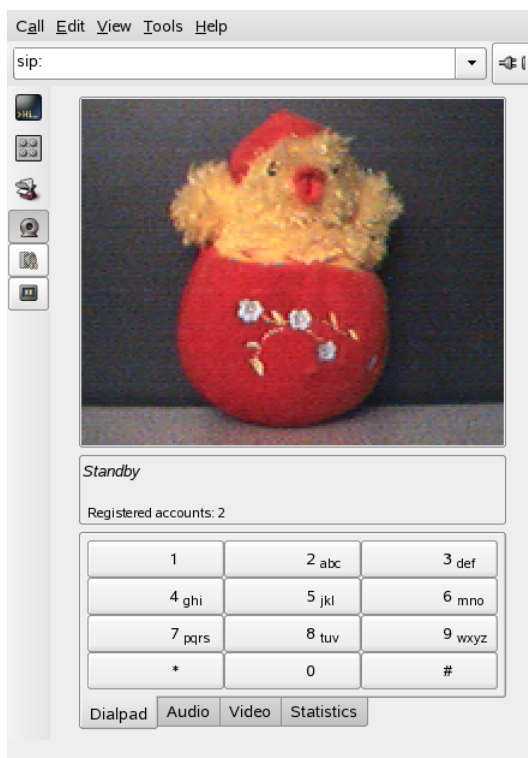 Call Edit View Tools Help
sip:
>Hi_
Standby
Registered accounts: 2
1 2 abc 3 def
4 ghi 5 jkl 6 mno
7 pqrs 8 tuv 9 wxyz
* 0 #
Dialpad Audio Video Statistics